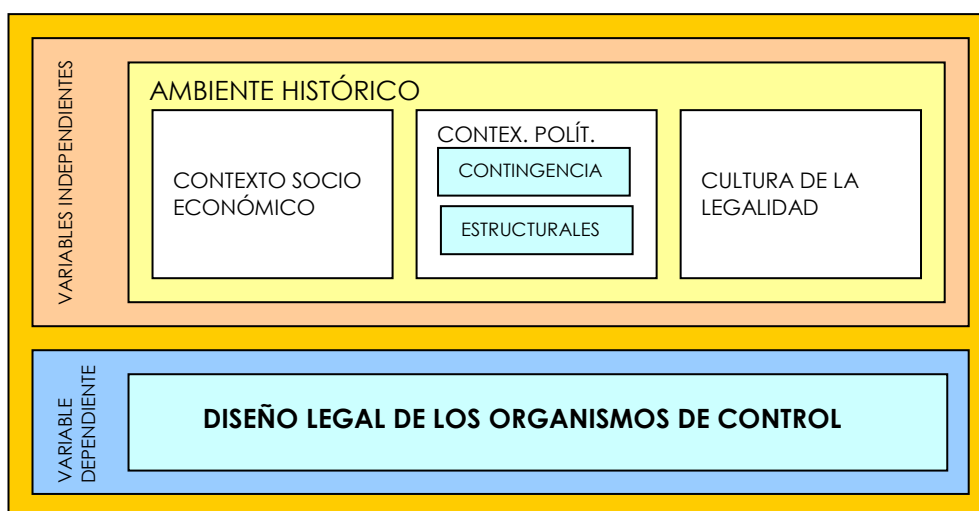 VARIABLES INDEPENDIENTES
AMBIENTE HISTÓRICO
CONTEXTO SOCIO
ECONÓMICO
CONTEX. POLÍT.
CONTINGENCIA
ESTRUCTURALES
CULTURA DE LA
LEGALIDAD
VARIABLE
DEPENDIENTE
DISEÑO LEGAL DE LOS ORGANISMOS DE CONTROL